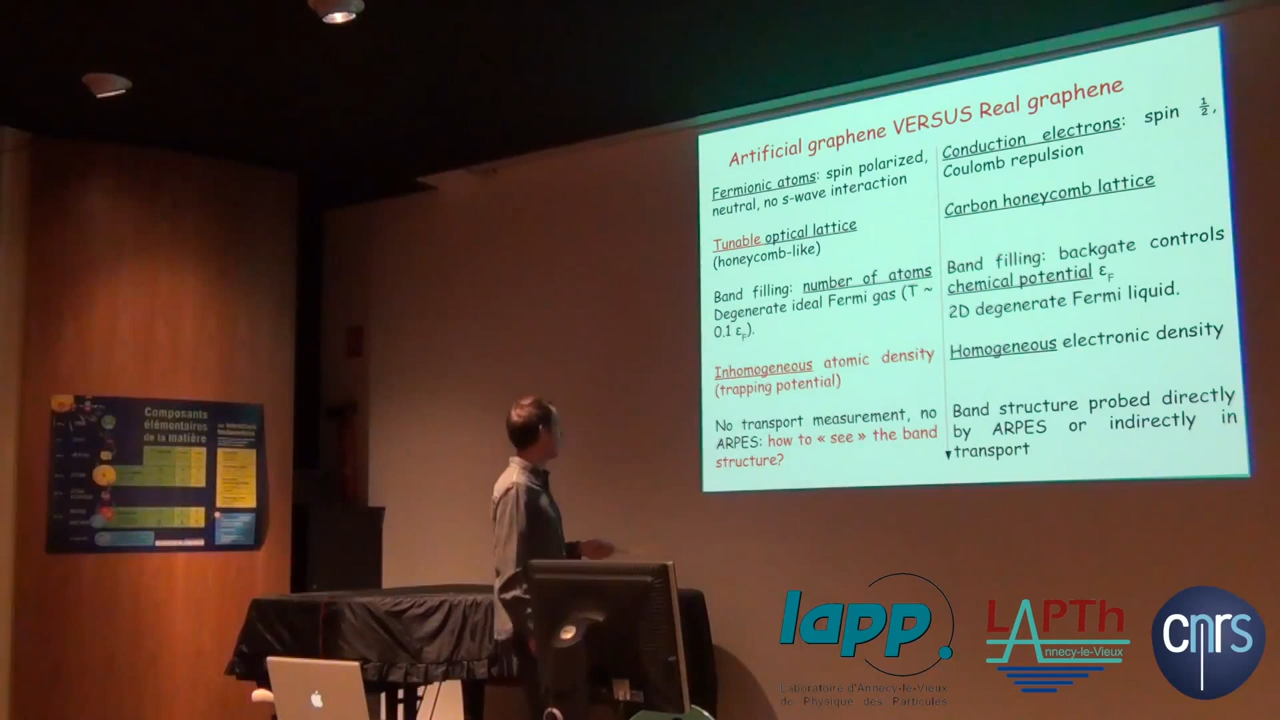 Artificial graphene VERSUS Real graphene
Fermionic atoms: spin polarized,
neutral, no s-wave interaction
Tunable optical lattice
(honeycomb-like)
Band filling: number of atoms
Degenerate ideal Fermi gas (T ~
0.1 εF).
Inhomogeneous atomic density
(trapping potential)
No transport measurement, no
ARPES: how to « see » the band
structure?
Conduction electrons: spin ½,
Coulomb repulsion
Carbon honeycomb lattice
Band filling: backgate controls
chemical potential εF
2D degenerate Fermi liquid.
Homogeneous electronic density
Band structure probed directly
by ARPES or indirectly in
transport
Composants
élémentaires
de la matière
lapp
Laboratoire d'Annecy-le-Vieux
de Physique des Particules
LAPTh
Annecy-le-Vieux
cnrs